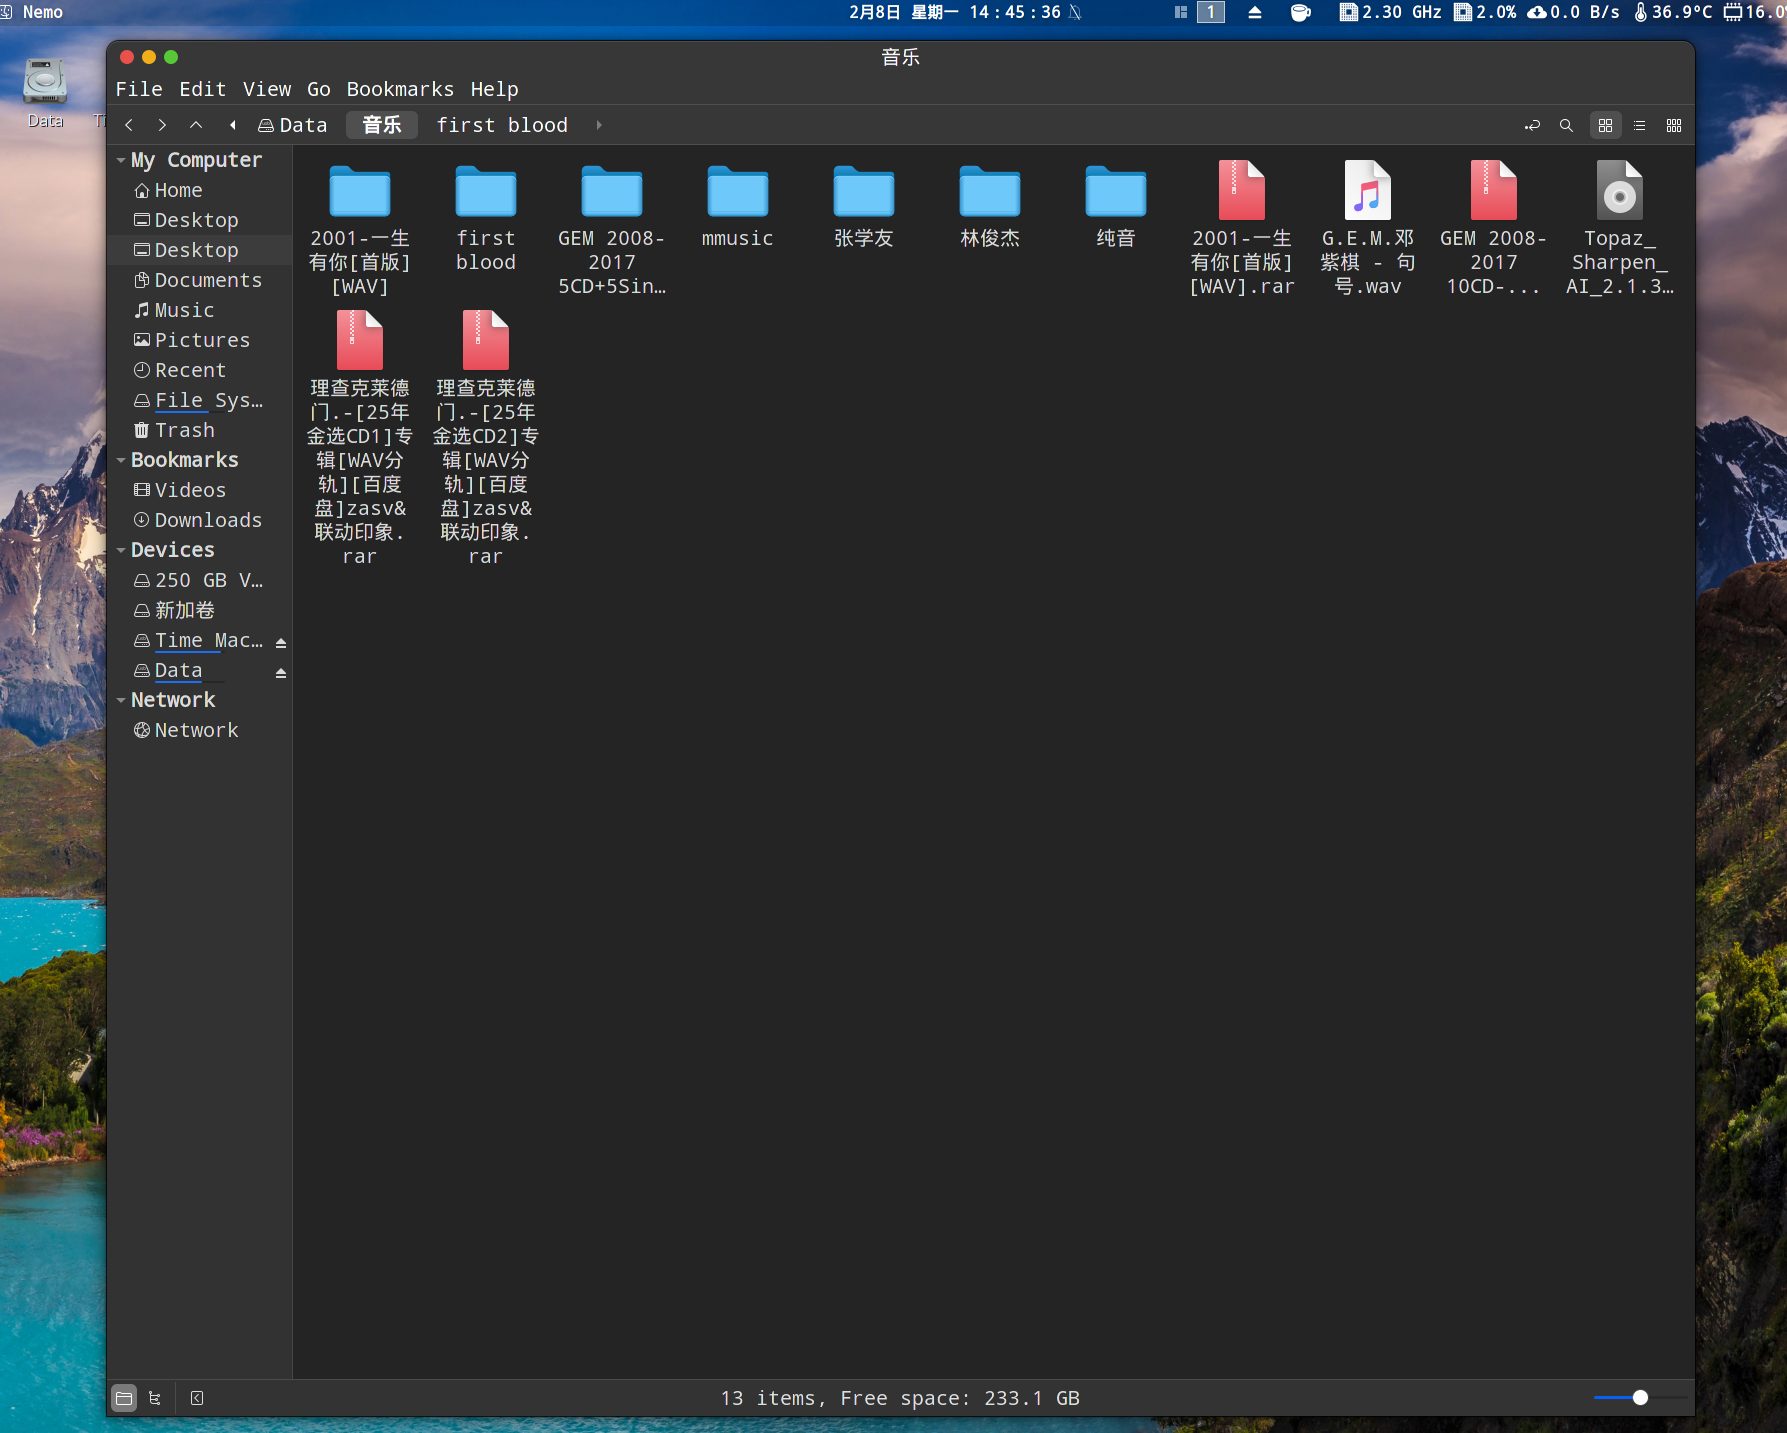 Nemo
2月8日 星期一 14:45:36
1
2.30 GHz
2.0%
0.0 B/s
36.9°C
16.0
Data
音乐
File Edit View Go Bookmarks Help
Data 音乐 first blood
My Computer
Home
Desktop
Desktop
Documents
Music
Pictures
Recent
File Sys…
Trash
Bookmarks
Videos
Downloads
Devices
250 GB V…
新加卷
Time Mac…
Data
Network
Network
2001-一生
有你[首版]
[WAV]
first
blood
GEM 2008-
2017
5CD+5Sin…
mmusic
张学友
林俊杰
纯音
2001-一生
有你[首版]
[WAV].rar
G.E.M.邓
紫棋 - 句
号.wav
GEM 2008-
2017
10CD-...
Topaz_
Sharpen_
AI_2.1.3…
理查克莱德
门.-[25年
金选CD1]专
辑[WAV分
轨][百度
盘]zasv&
联动印象.
rar
理查克莱德
门.-[25年
金选CD2]专
辑[WAV分
轨][百度
盘]zasv&
联动印象.
rar
13 items, Free space: 233.1 GB